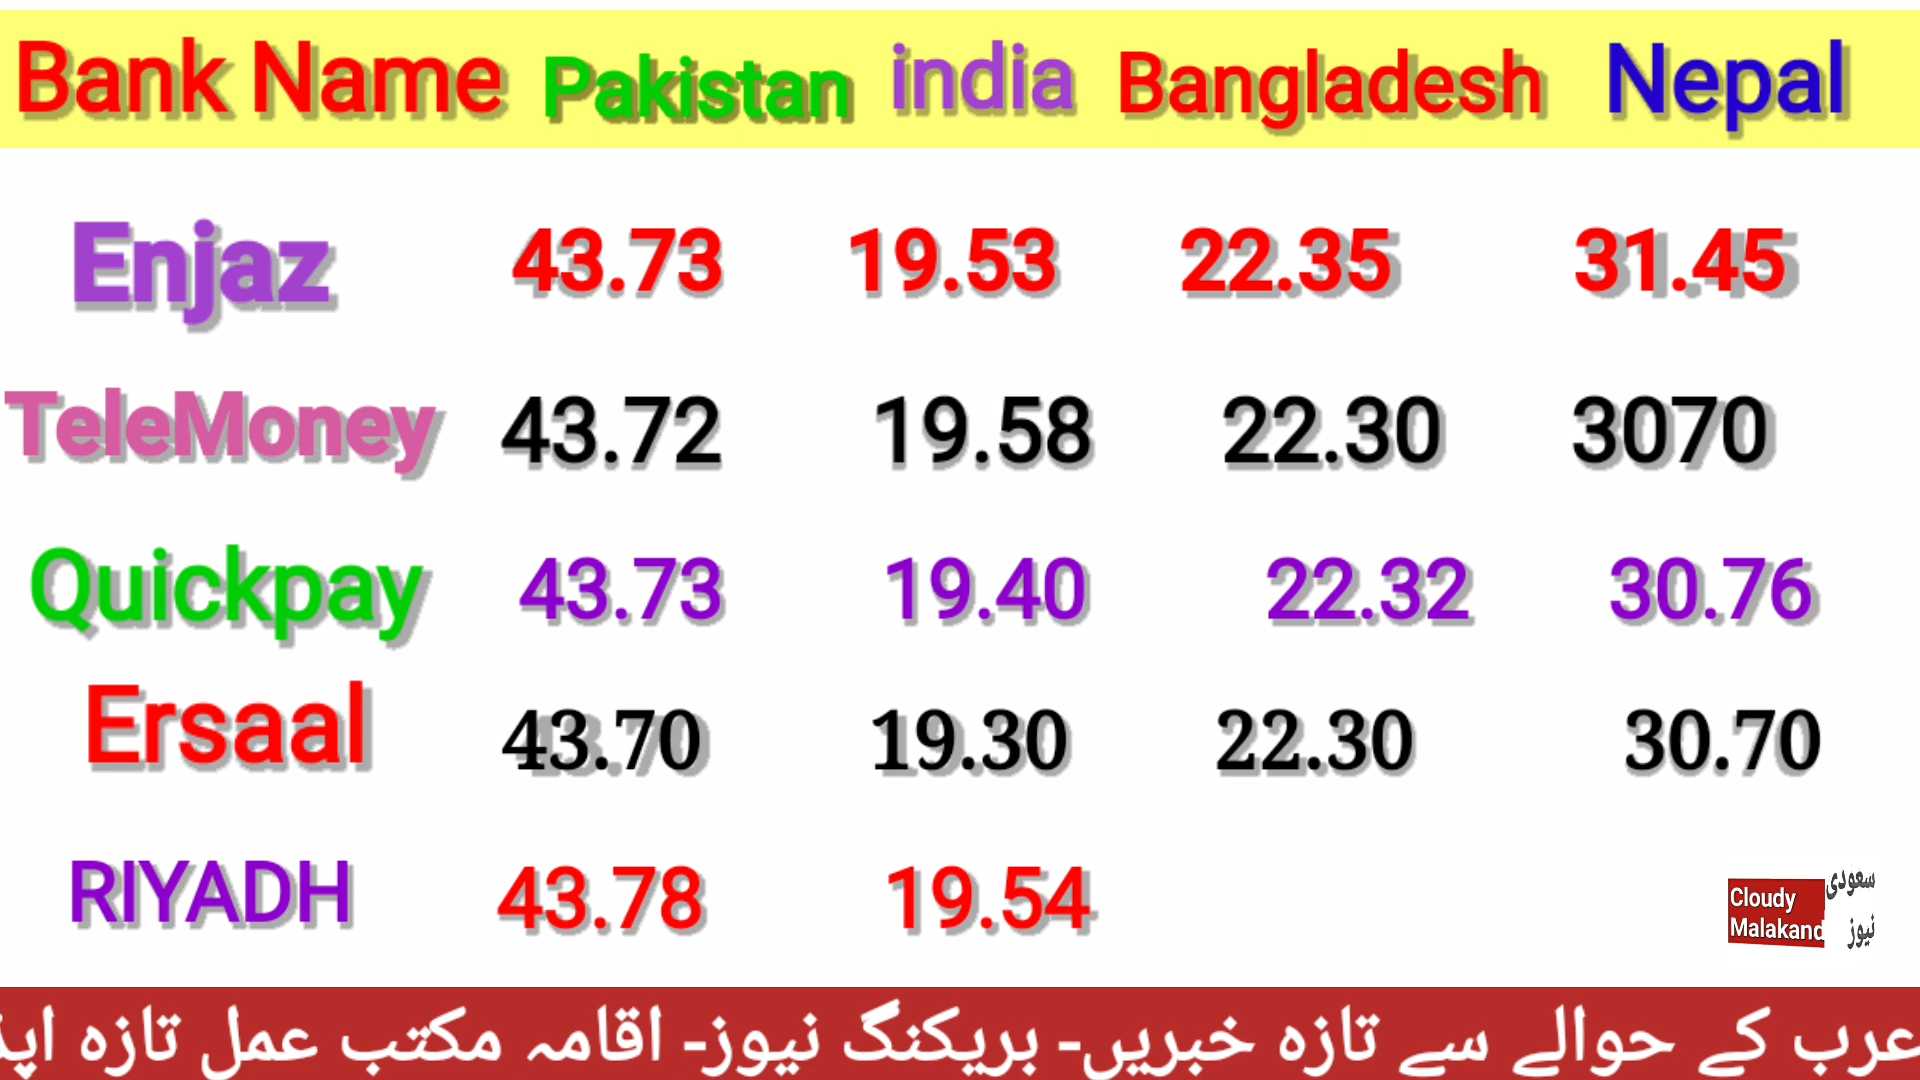 Bank Name Pakistan india Bangladesh Nepal
Enjaz 43.73 19.53 22.35 31.45
TeleMoney 43.72 19.58 22.30 3070
Quickpay 43.73 19.40 22.32 30.76
Ersaal 43.70 19.30 22.30 30.70
RIYADH 43.78 19.54
Cloudy
Malakand
سعودی
نیوز
عرب کے حوالے سے تازہ خبریں- بریکنگ نیوز- اقامہ مکتب عمل تازہ